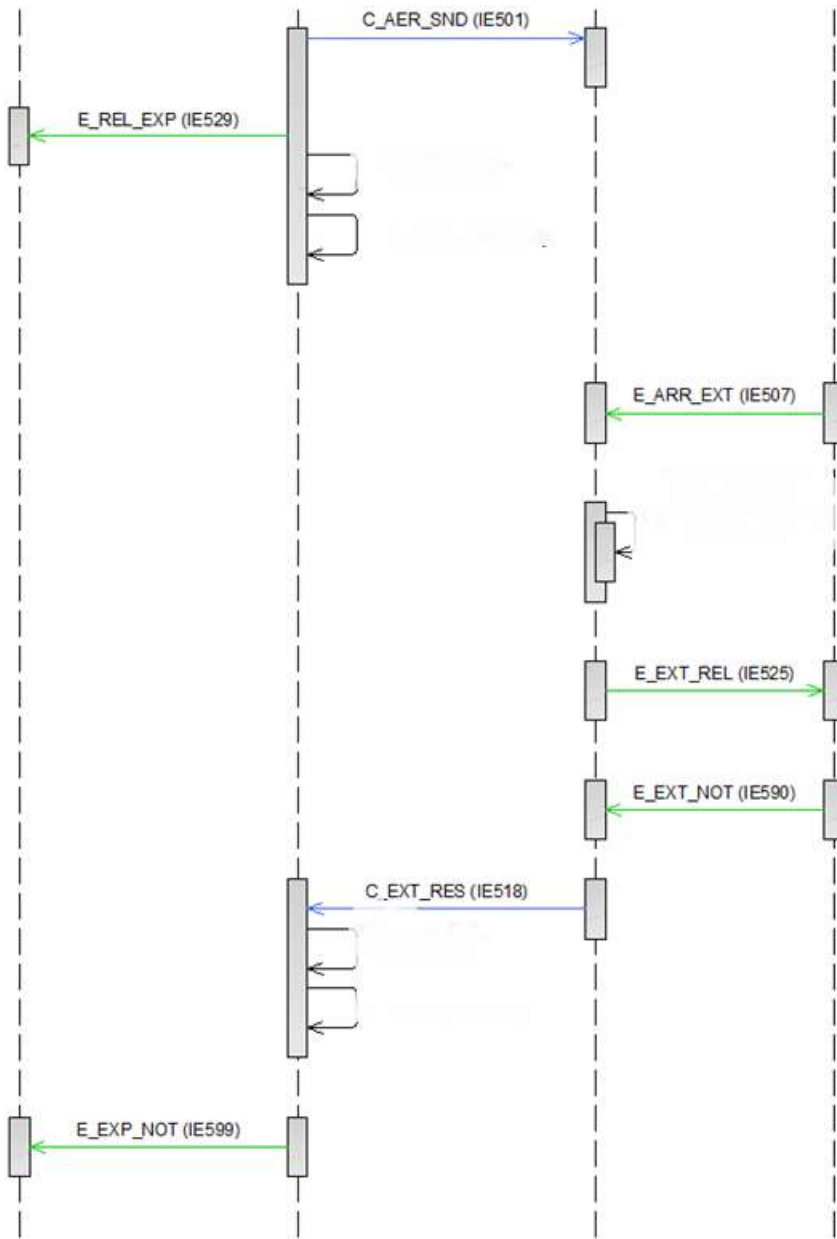 C_AER_SND (IE501)
E_REL_EXP (IE529)
E_ARR_EXT (IE507)
E_EXT_REL (IE525)
E_EXT_NOT (IE590)
C_EXT_RES (IE518)
E_EXP_NOT (IE599)